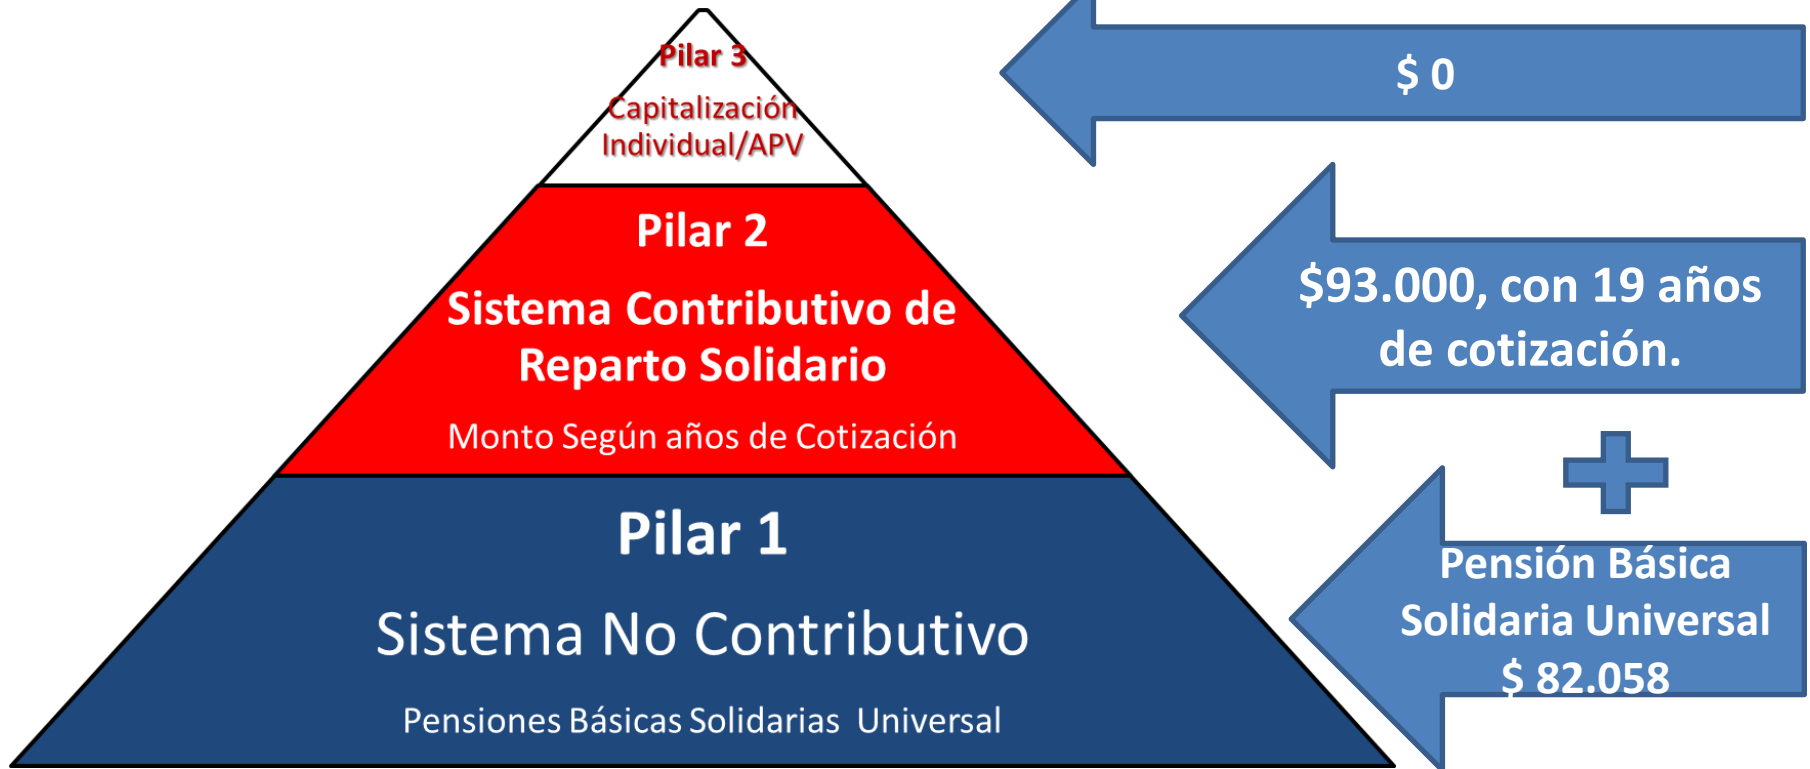 Pilar 3
Capitalización
Individual/APV
$ 0
Pilar 2
Sistema Contributivo de
Reparto Solidario
Monto Según años de Cotización
$93.000, con 19 años
de cotización.
Pilar 1
Sistema No Contributivo
Pensiones Básicas Solidarias  Universal
Pensión Básica
Solidaria Universal
$ 82.058